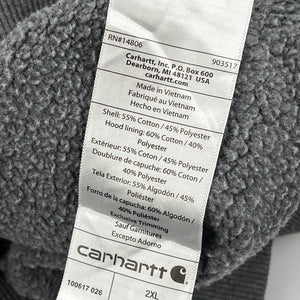 RN#14806 903517
Carhartt, Inc. P.O. Box 600
Dearborn, MI 48121 USA
carhartt.com
Made in Vietnam
Fabriqué au Vietnam
Hecho en Vietnam
Shell: 55% Cotton / 45% Polyester
Hood lining: 60% Cotton / 40%
Polyester
Extérieur: 55% Coton / 45% Polyester
Doublure de capuche: 60% Coton /
40% Polyester
Tela Exterior: 55% Algodón / 45%
Poliéster
Forro de la capucha: 60% Algodón /
40% Poliéster
Exclusive Trimming
Sauf Garnitures
Excepto Adorno
carhartt
100617 026 2XL